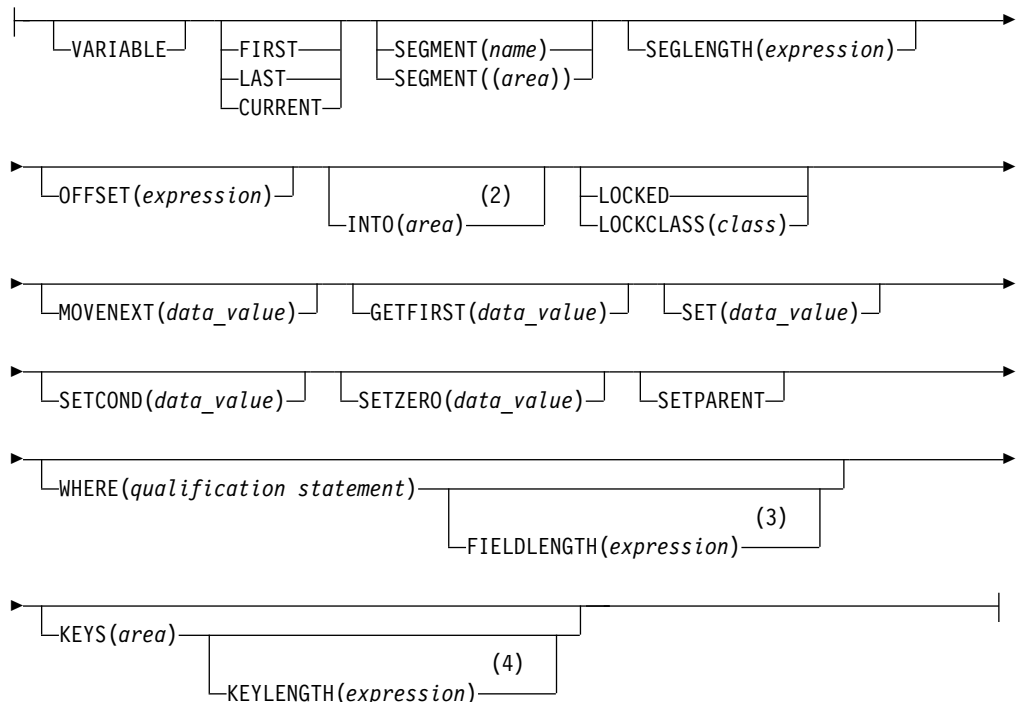 VARIABLE FIRST SEGMENT(name) SEGLENGTH(expression)
LAST SEGMENT((area))
CURRENT
(2)
OFFSET(expression) LOCKED
INTO(area) LOCKCLASS(class)
MOVENEXT(data_value) GETFIRST(data_value) SET(data_value)
SETCOND(data_value) SETZERO(data_value) SETPARENT
WHERE(qualification statement)
(3)
FIELDLENGTH(expression)
KEYS(area)
(4)
KEYLENGTH(expression)